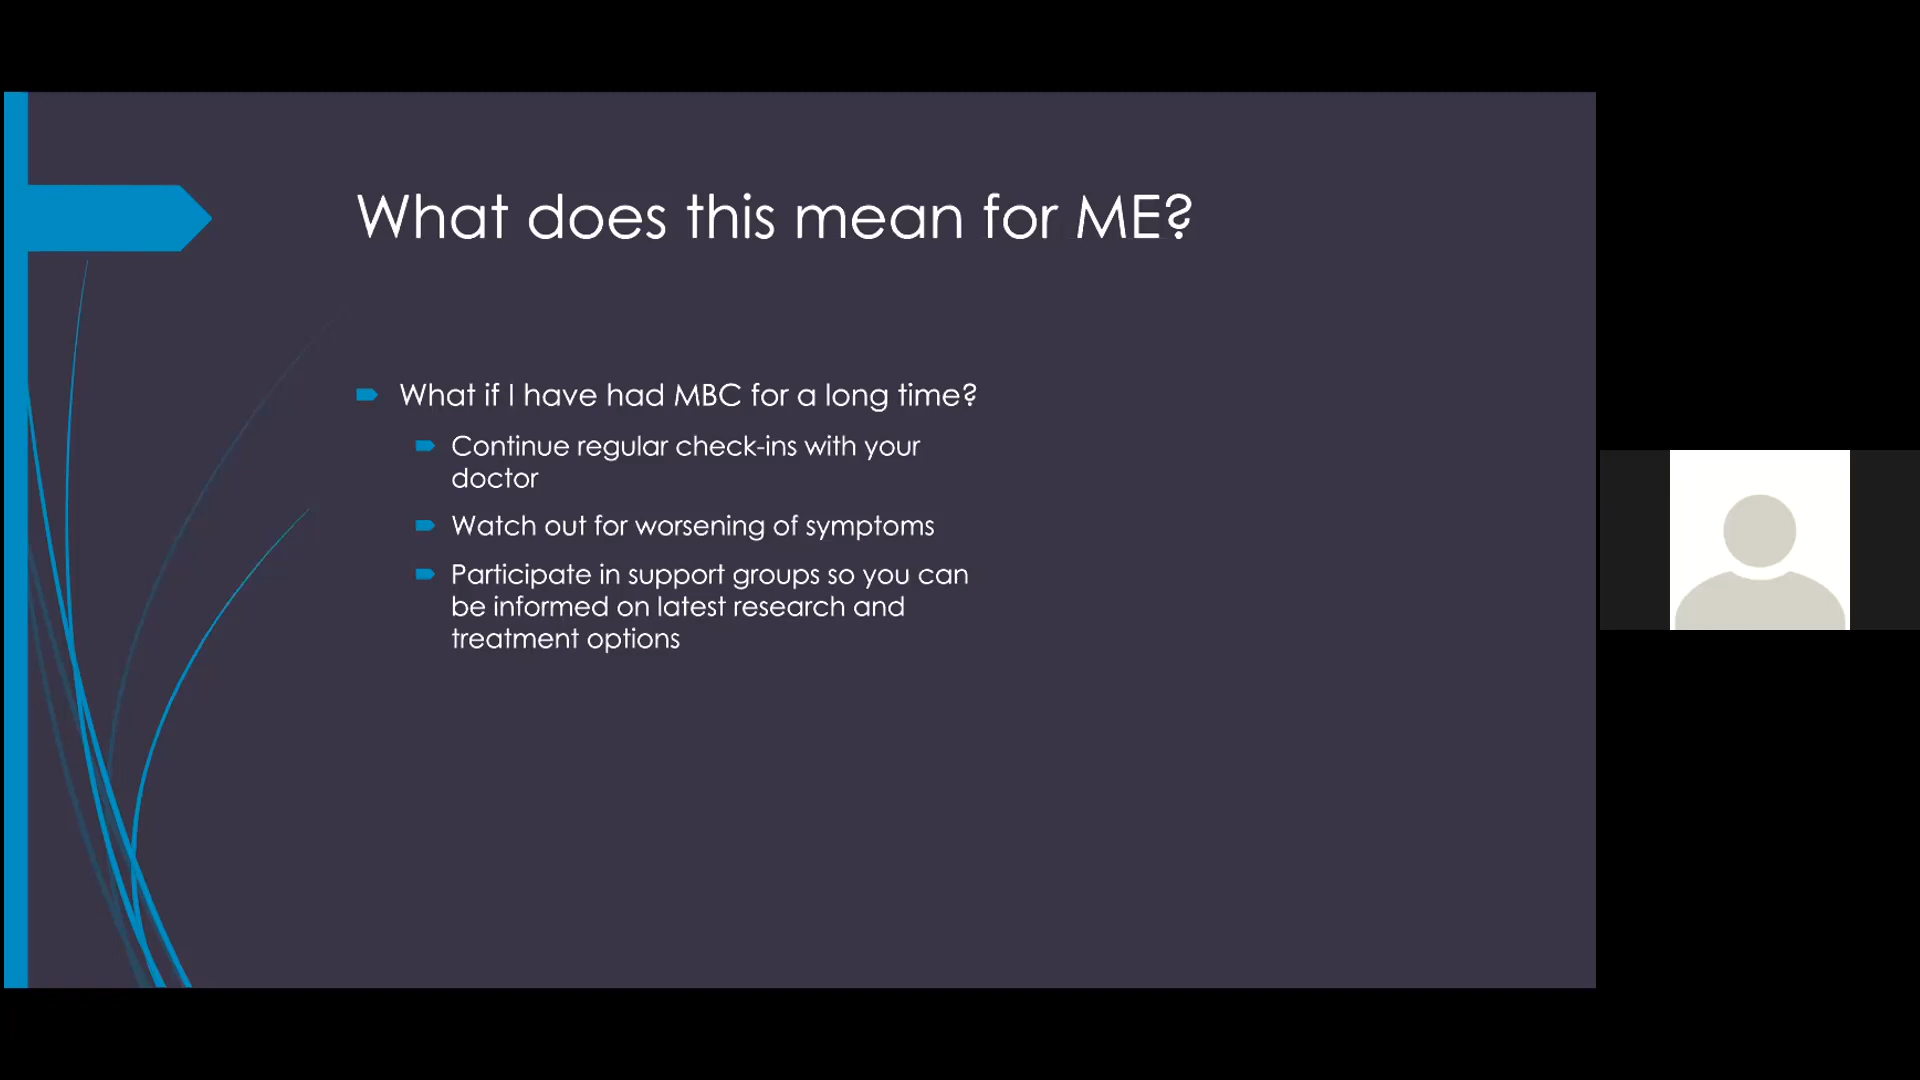 What does this mean for ME?
What if I have had MBC for a long time?
Continue regular check-ins with your
doctor
Watch out for worsening of symptoms
Participate in support groups so you can
be informed on latest research and
treatment options